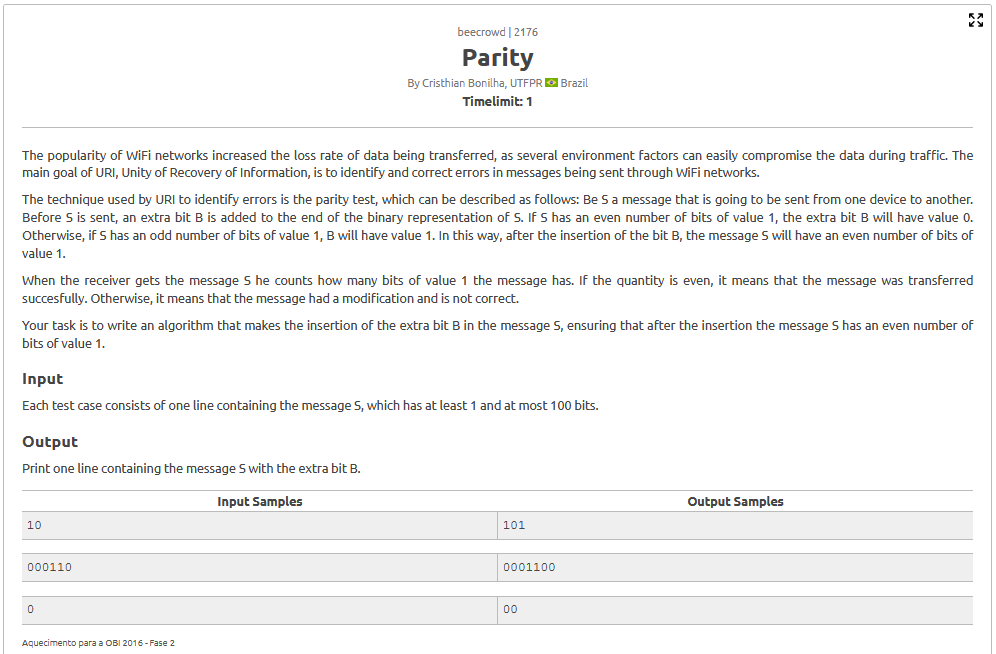 beecrowd | 2176
Parity
By Cristhian Bonilha, UTFPR Brazil
Timelimit: 1
The popularity of WiFi networks increased the loss rate of data being transferred, as several environment factors can easily compromise the data during traffic. The
main goal of URI, Unity of Recovery of Information, is to identify and correct errors in messages being sent through WiFi networks.
The technique used by URI to identify errors is the parity test, which can be described as follows: Be S a message that is going to be sent from one device to another.
Before S is sent, an extra bit B is added to the end of the binary representation of S. If S has an even number of bits of value 1, the extra bit B will have value 0.
Otherwise, if S has an odd number of bits of value 1, B will have value 1. In this way, after the insertion of the bit B, the message S will have an even number of bits of
value 1.
When the receiver gets the message S he counts how many bits of value 1 the message has. If the quantity is even, it means that the message was transferred
succesfully. Otherwise, it means that the message had a modification and is not correct.
Your task is to write an algorithm that makes the insertion of the extra bit B in the message S, ensuring that after the insertion the message S has an even number of
bits of value 1.
Input
Each test case consists of one line containing the message S, which has at least 1 and at most 100 bits.
Output
Print one line containing the message S with the extra bit B.
Input Samples Output Samples
10 101
000110 0001100
0 00
Aquecimento para a OBI 2016 - Fase 2